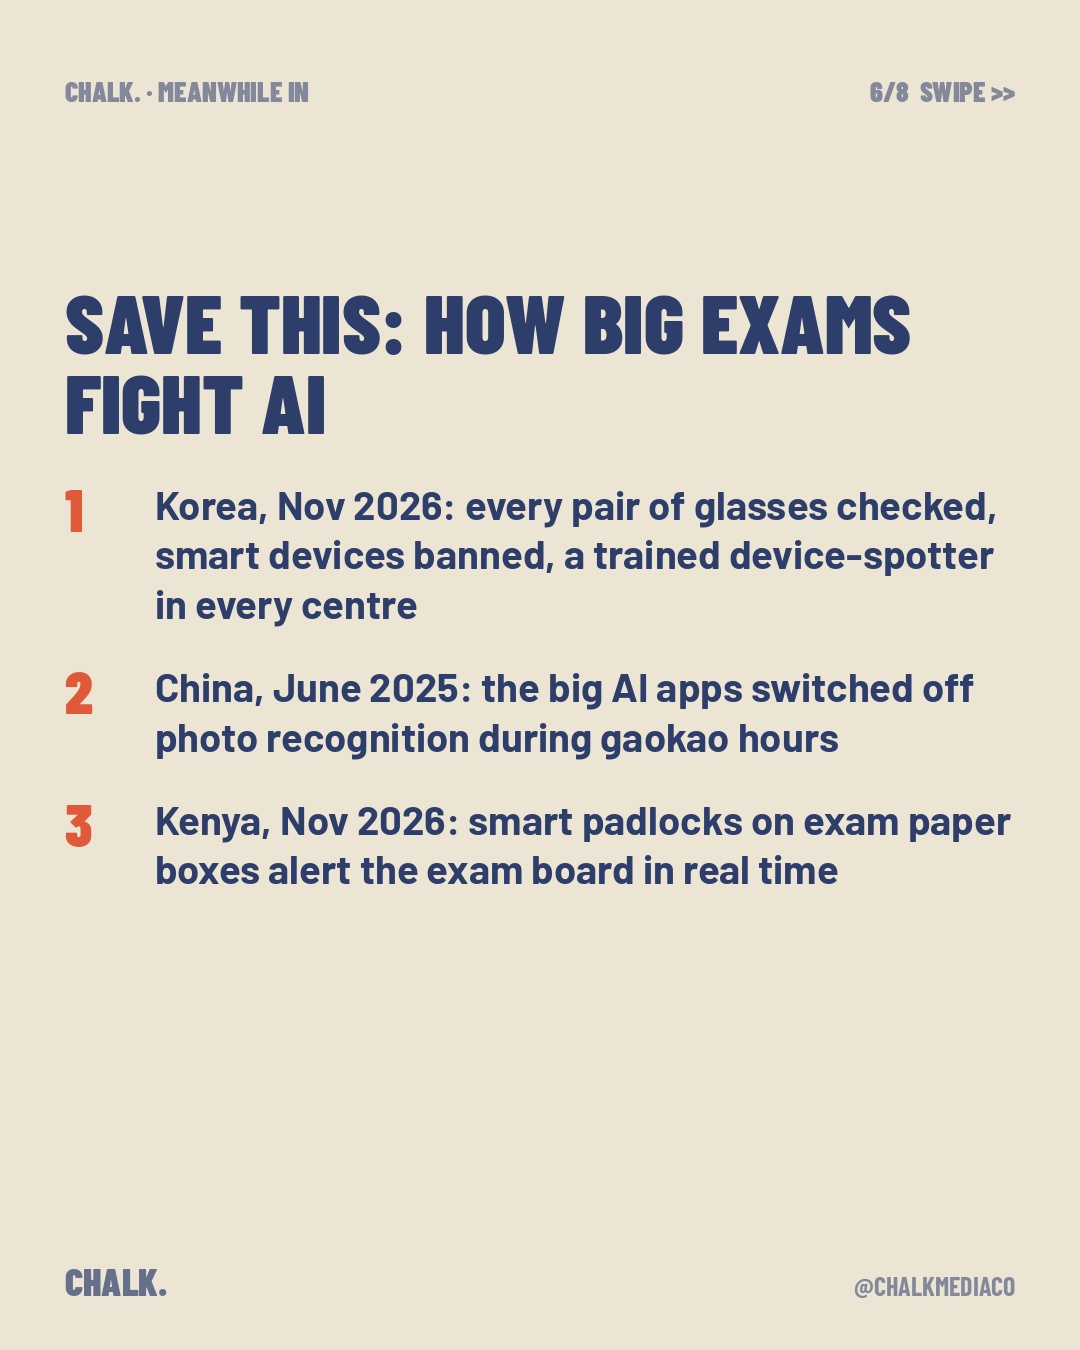 CHALK. · MEANWHILE IN
6/8 SWIPE >>
SAVE THIS: HOW BIG EXAMS
FIGHT AI
1 Korea, Nov 2026: every pair of glasses checked,
smart devices banned, a trained device-spotter
in every centre
2 China, June 2025: the big AI apps switched off
photo recognition during gaokao hours
3 Kenya, Nov 2026: smart padlocks on exam paper
boxes alert the exam board in real time
CHALK.
@CHALKMEDIACO